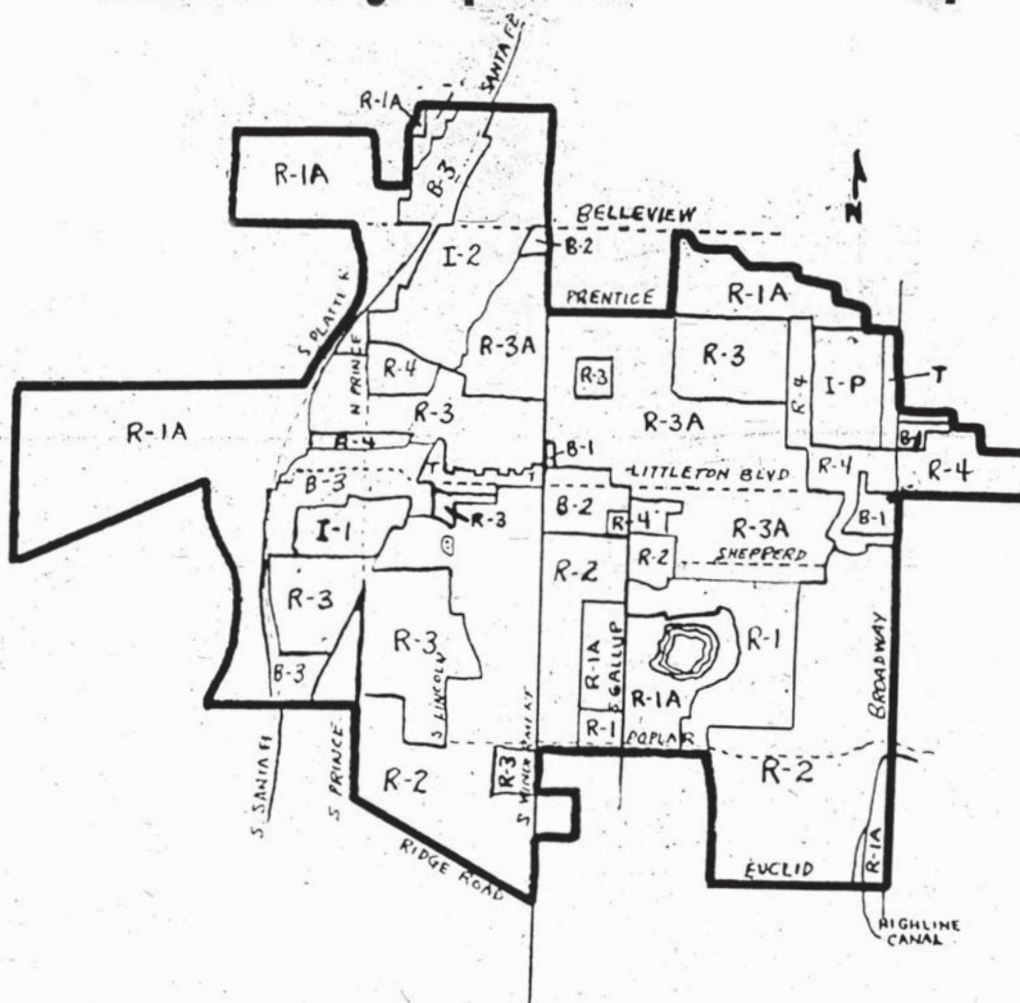 SANTA FE
R-1A
R-1A
B-3
N
BELLEVIEW
I-2
B-2
PRENTICE
R-1A
S PLATTE R.
N PRINCE
R-3A
R-3
R-4
R-3
R-4
I-P
T
R-1A
R-3
R-3A
R-4
B-1
B-1
LITTLETON BLVD
R-4
R-4
B-3
T
T
B-2
R-4
R-3A
B-1
I-1
R-3
SHEPPERD
R-2
R-2
R-3
R-3
R-1A
S GALLUP
R-1
BROADWAY
B-3
S LINCOLN
R-1A
R-1
POPLAR
S SANTA FE
S PRINCE
R-2
R-3
R-2
RIDGE ROAD
EUCLID
R-1A
HIGHLINE
CANAL